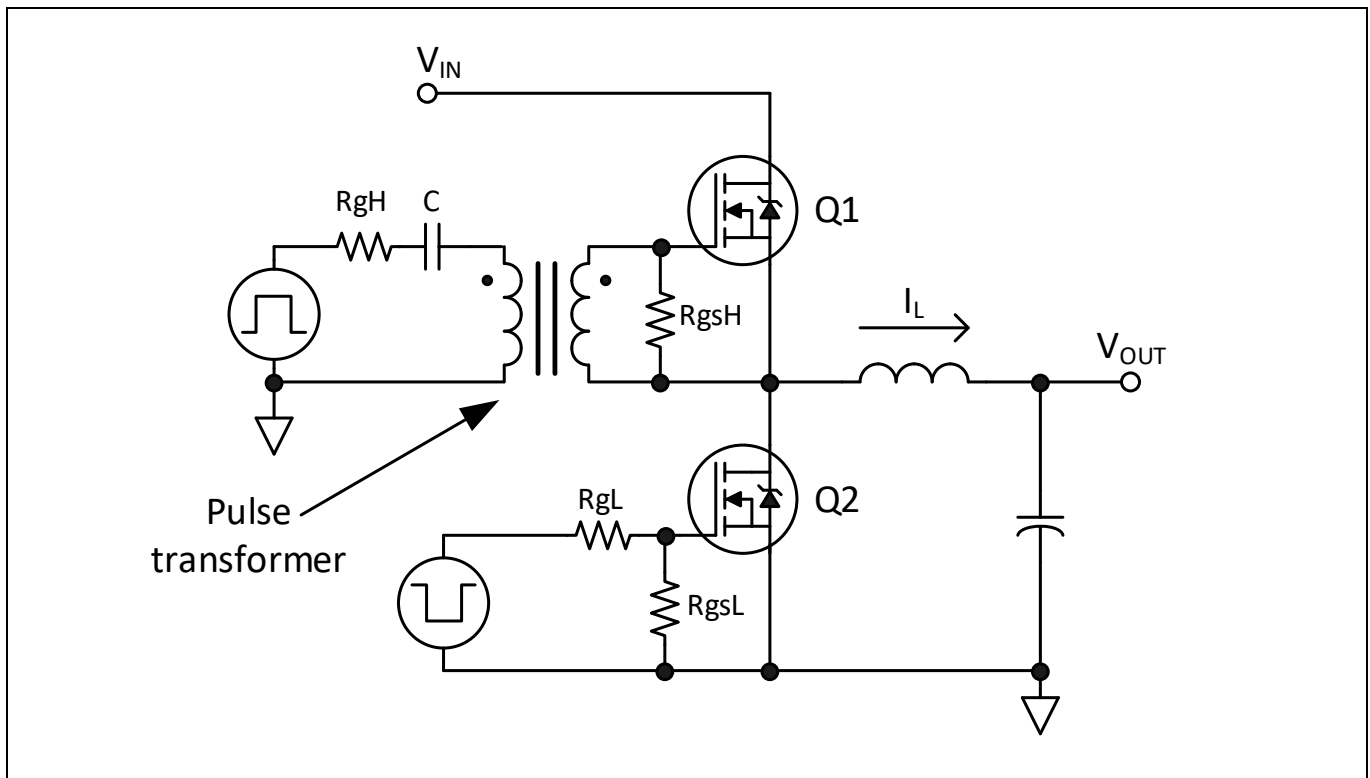 V_IN
RgH
C
Q1
RgsH
I_L
V_OUT
Pulse
transformer
RgL
Q2
RgsL